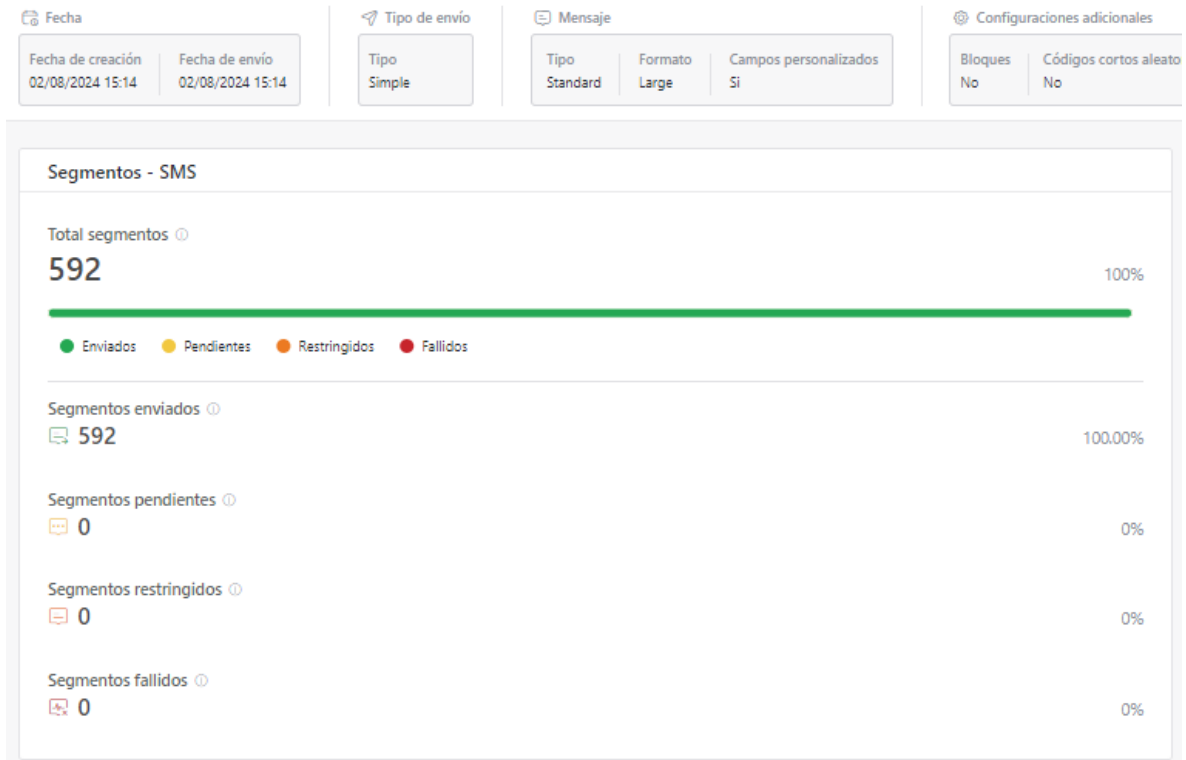 Fecha
Tipo de envío
Mensaje
Configuraciones adicionales
Fecha de creación Fecha de envío
02/08/2024 15:14 02/08/2024 15:14
Tipo
Simple
Tipo Formato Campos personalizados
Standard Large Si
Bloques Códigos cortos aleato
No No
Segmentos - SMS
Total segmentos
592 100%
Enviados Pendientes Restringidos Fallidos
Segmentos enviados
592 100.00%
Segmentos pendientes
0 0%
Segmentos restringidos
0 0%
Segmentos fallidos
0 0%